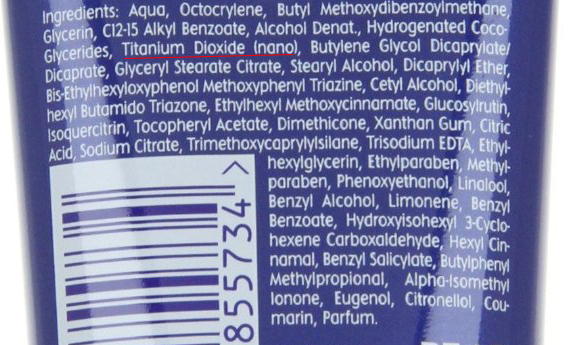 Ingredients: Aqua, Octocrylene, Butyl Methoxydibenzoylmethane,
Glycerin, C12-15 Alkyl Benzoate, Alcohol Denat., Hydrogenated Coco-
Glycerides, Titanium Dioxide (nano), Butylene Glycol Dicaprylate/
Dicaprate, Glyceryl Stearate Citrate, Stearyl Alcohol, Dicaprylyl Ether,
Bis-Ethylhexyloxyphenol Methoxyphenyl Triazine, Cetyl Alcohol, Diethyl-
hexyl Butamido Triazone, Ethylhexyl Methoxycinnamate, Glucosylrutin,
Isoquercitrin, Tocopheryl Acetate, Dimethicone, Xanthan Gum, Citric
Acid, Sodium Citrate, Trimethoxycaprylylsilane, Trisodium EDTA, Ethyl-
hexylglycerin, Ethylparaben, Methyl-
paraben, Phenoxyethanol, Linalool,
Benzyl Alcohol, Limonene, Benzyl
Benzoate, Hydroxyisohexyl 3-Cyclo-
hexene Carboxaldehyde, Hexyl Cin-
namal, Benzyl Salicylate, Butylphenyl
Methylpropional, Alpha-Isomethyl
Ionone, Eugenol, Citronellol, Cou-
marin, Parfum.
855734 >